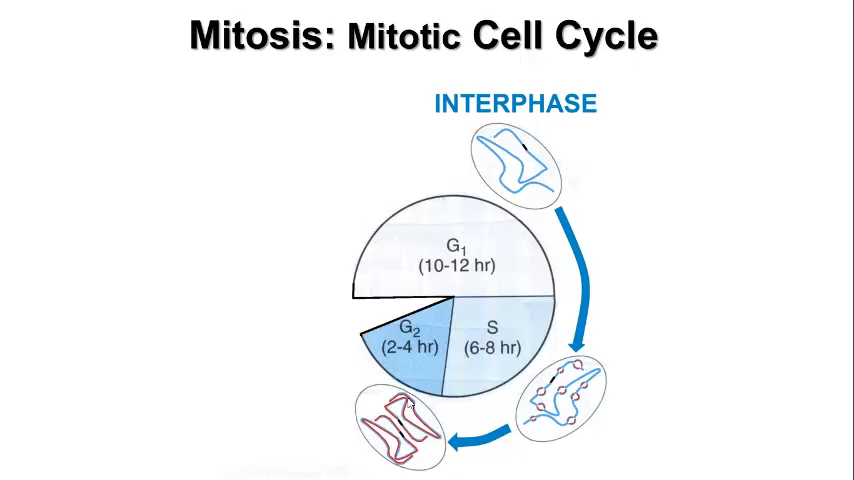 Mitosis: Mitotic Cell Cycle
INTERPHASE
G₁
(10-12 hr)
G₂
(2-4 hr)
S
(6-8 hr)